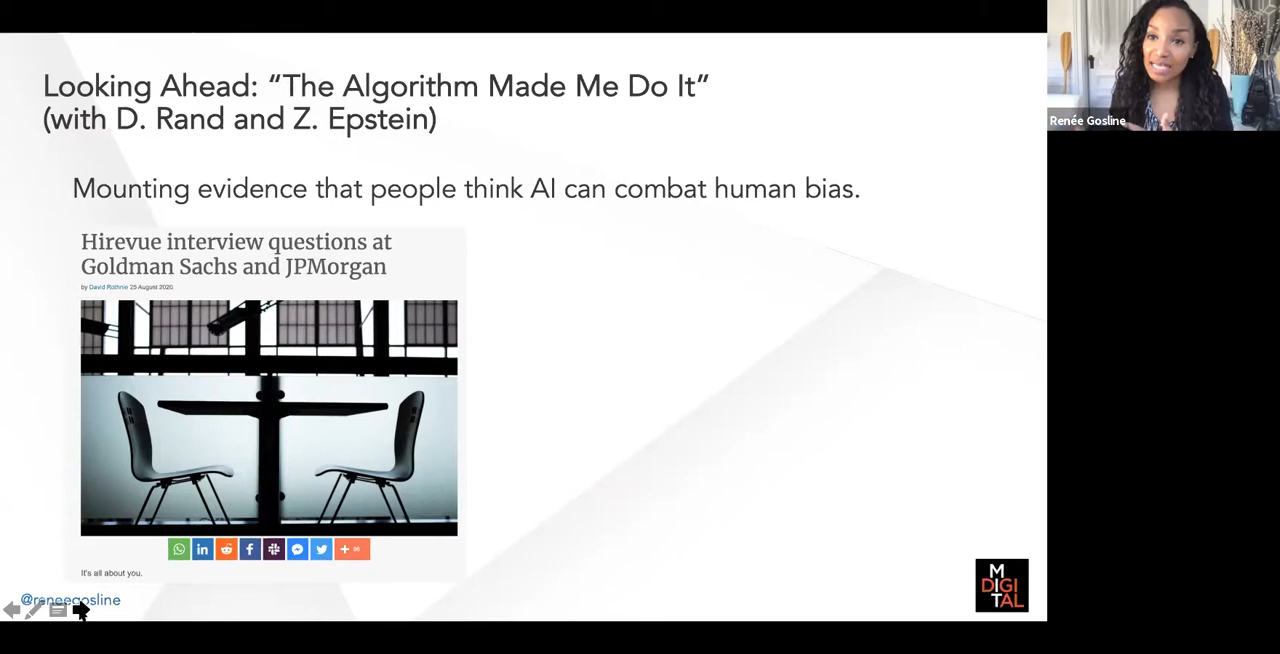 Looking Ahead: “The Algorithm Made Me Do It”
(with D. Rand and Z. Epstein)
Mounting evidence that people think AI can combat human bias.
Hirevue interview questions at
Goldman Sachs and JPMorgan
by David Rothnie 25 August 2020
It's all about you.
@reneegosline
M
DIGI
TAL
Renée Gosline